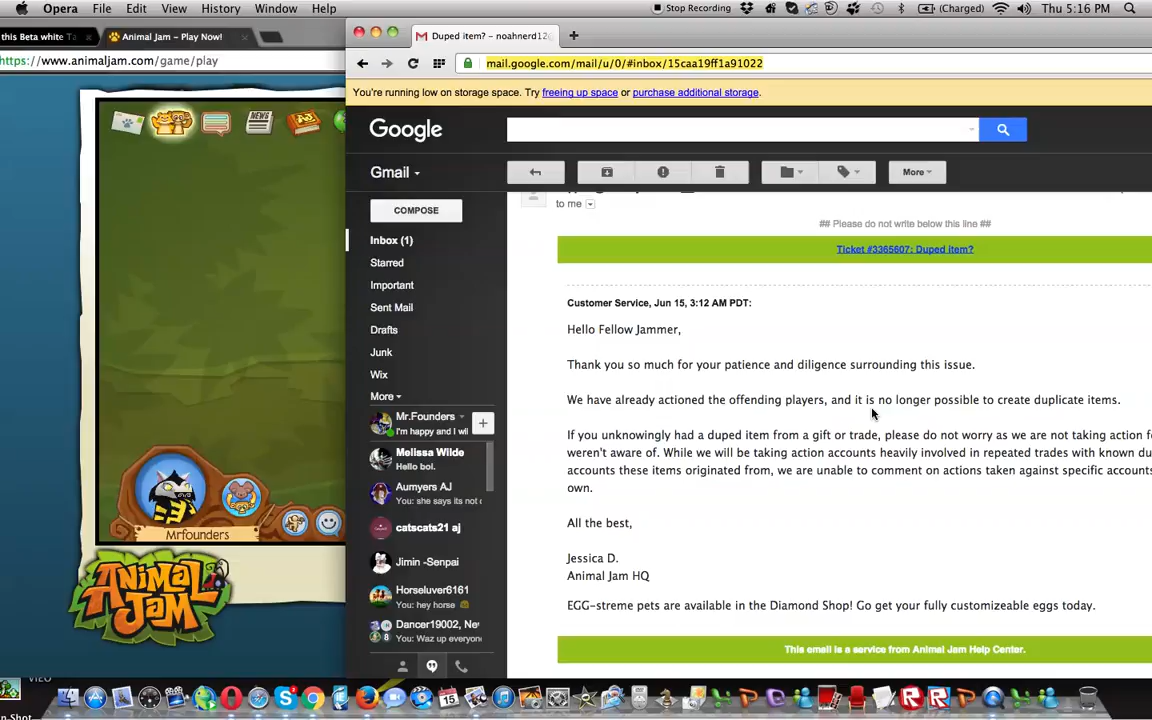 Opera File Edit View History Window Help Stop Recording (Charged) Thu 5:16 PM
this Beta white Ta Animal Jam – Play Now!
Duped item? – noahnerd12@
https://www.animaljam.com/game/play
mail.google.com/mail/u/0/#inbox/15caa19ff1a91022
You're running low on storage space. Try freeing up space or purchase additional storage.
NEWS
Google
Gmail
More
COMPOSE
Inbox (1)
Starred
Important
Sent Mail
Drafts
Junk
Wix
More
Mr.Founders
I'm happy and I wil
Melissa Wilde
Hello boi.
Aumyers AJ
You: she says its not c
catscats21 aj
Jimin -Senpai
Horseluver6161
You: hey horse
Dancer19002, Nev
You: Waz up everyone
to me
## Please do not write below this line ##
Ticket #3365607: Duped item?
Customer Service, Jun 15, 3:12 AM PDT:
Hello Fellow Jammer,
Thank you so much for your patience and diligence surrounding this issue.
We have already actioned the offending players, and it is no longer possible to create duplicate items.
If you unknowingly had a duped item from a gift or trade, please do not worry as we are not taking action f
weren't aware of. While we will be taking action accounts heavily involved in repeated trades with known du
accounts these items originated from, we are unable to comment on actions taken against specific accounts
own.
All the best,
Jessica D.
Animal Jam HQ
EGG-streme pets are available in the Diamond Shop! Go get your fully customizeable eggs today.
This email is a service from Animal Jam Help Center.
Mrfounders
ANIMAL JAM
VIDEO
n Shot
15